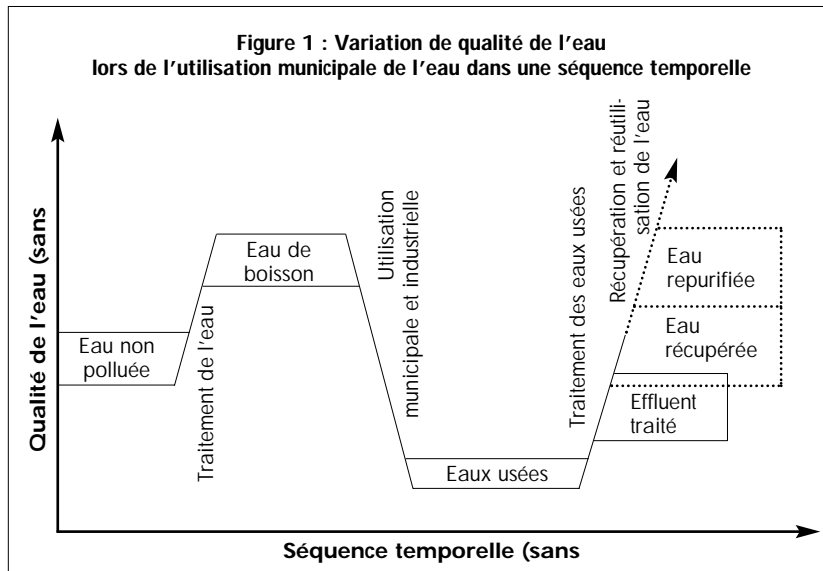 Figure 1 : Variation de qualité de l'eau
lors de l'utilisation municipale de l'eau dans une séquence temporelle
Qualité de l'eau (sans
Eau non
polluée
Traitement de l'eau
Eau de
boisson
Utilisation
municipale et industrielle
Eaux usées
Traitement des eaux usées
Récupération et réutili-
sation de l'eau
Eau
repurifiée
Eau
récupérée
Effluent
traité
Séquence temporelle (sans